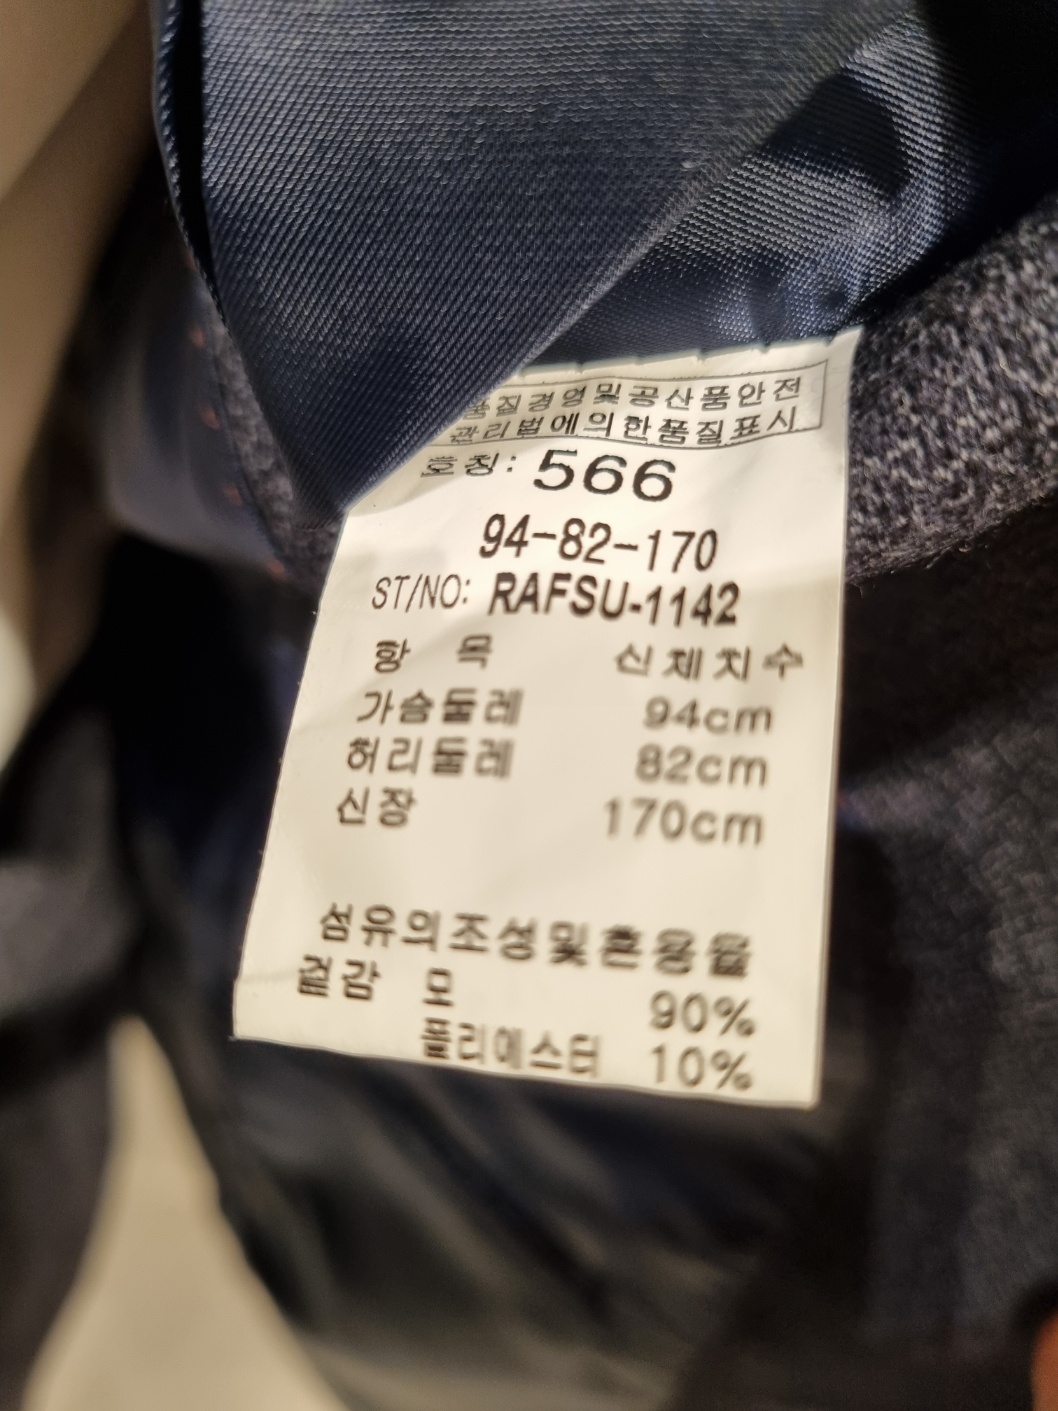 품질경영및공산품안전
관리법에의한품질표시
호칭: 566
94-82-170
ST/NO: RAFSU-1142
항 목 신체치수
가슴둘레 94cm
허리둘레 82cm
신장 170cm
섬유의조성및혼용율
겉감 모 90%
폴리에스터 10%